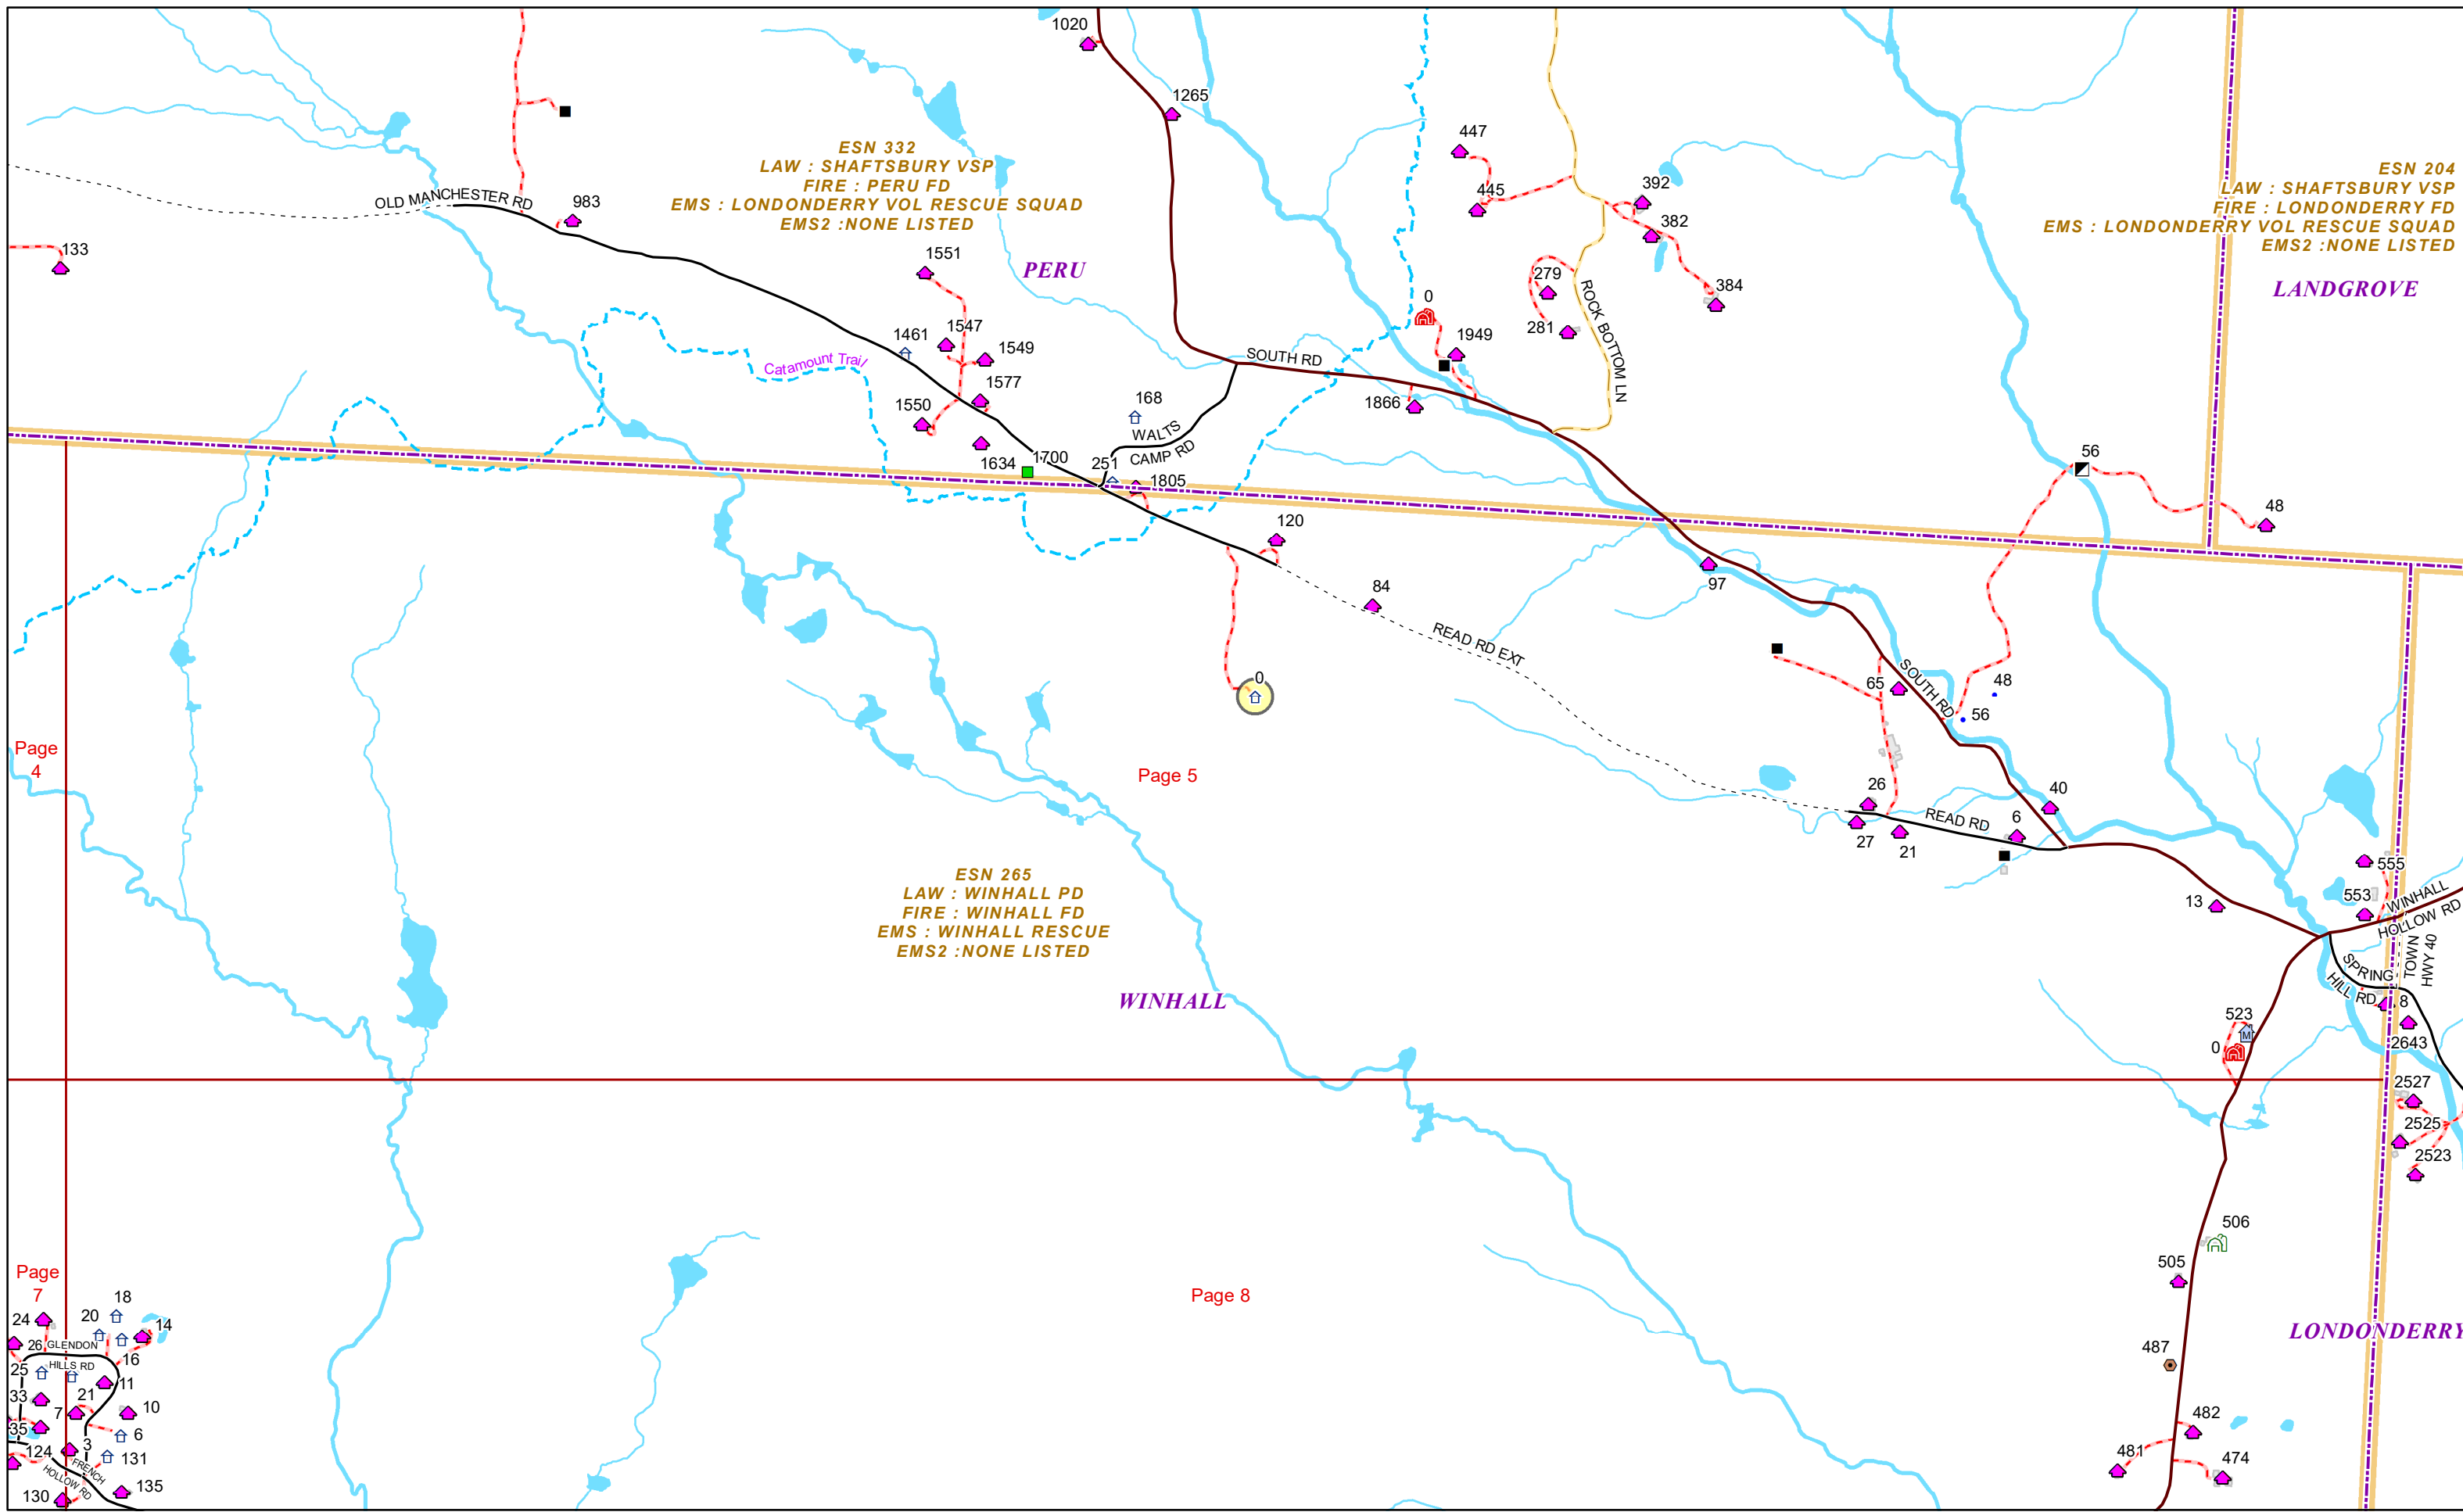 1020
1265
447
ESN 332
LAW : SHAFTSBURY VSP
FIRE : PERU FD
EMS : LONDONDERRY VOL RESCUE SQUAD
EMS2 :NONE LISTED
ESN 204
LAW : SHAFTSBURY VSP
FIRE : LONDONDERRY FD
EMS : LONDONDERRY VOL RESCUE SQUAD
EMS2 :NONE LISTED
392
445
OLD MANCHESTER RD
983
382
133
1551
PERU
279
384
LANDGROVE
0
281
ROCK BOTTOM LN
1547
1461
1549
Catamount Trail
SOUTH RD
1949
1577
168
1866
1550
WALTS
CAMP RD
1634
1700
251
1805
56
48
120
97
84
READ RD EXT
0
65
SOUTH RD
48
56
Page
4
Page 5
26
40
READ RD
6
27
21
555
553
13
WINHALL
HOLLOW RD
ESN 265
LAW : WINHALL PD
FIRE : WINHALL FD
EMS : WINHALL RESCUE
EMS2 :NONE LISTED
TOWN
HWY 40
SPRING
HILL RD
8
WINHALL
523
M
0
2643
2527
2525
2523
506
505
Page
7
Page 8
18
20
24
14
26
GLENDON
HILLS RD
16
25
11
33
21
7
10
35
3
6
124
131
FRENCH
HOLLOW RD
130
135
LONDONDERRY
487
482
481
474